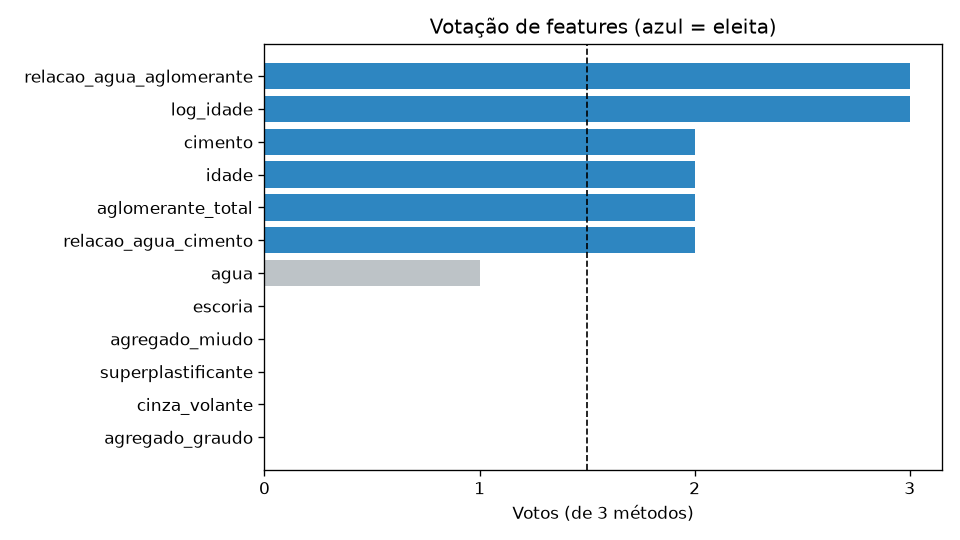 Votação de features (azul = eleita)
relacao_agua_aglomerante
log_idade
cimento
idade
aglomerante_total
relacao_agua_cimento
agua
escoria
agregado_miudo
superplastificante
cinza_volante
agregado_graudo
0 1 2 3
Votos (de 3 métodos)